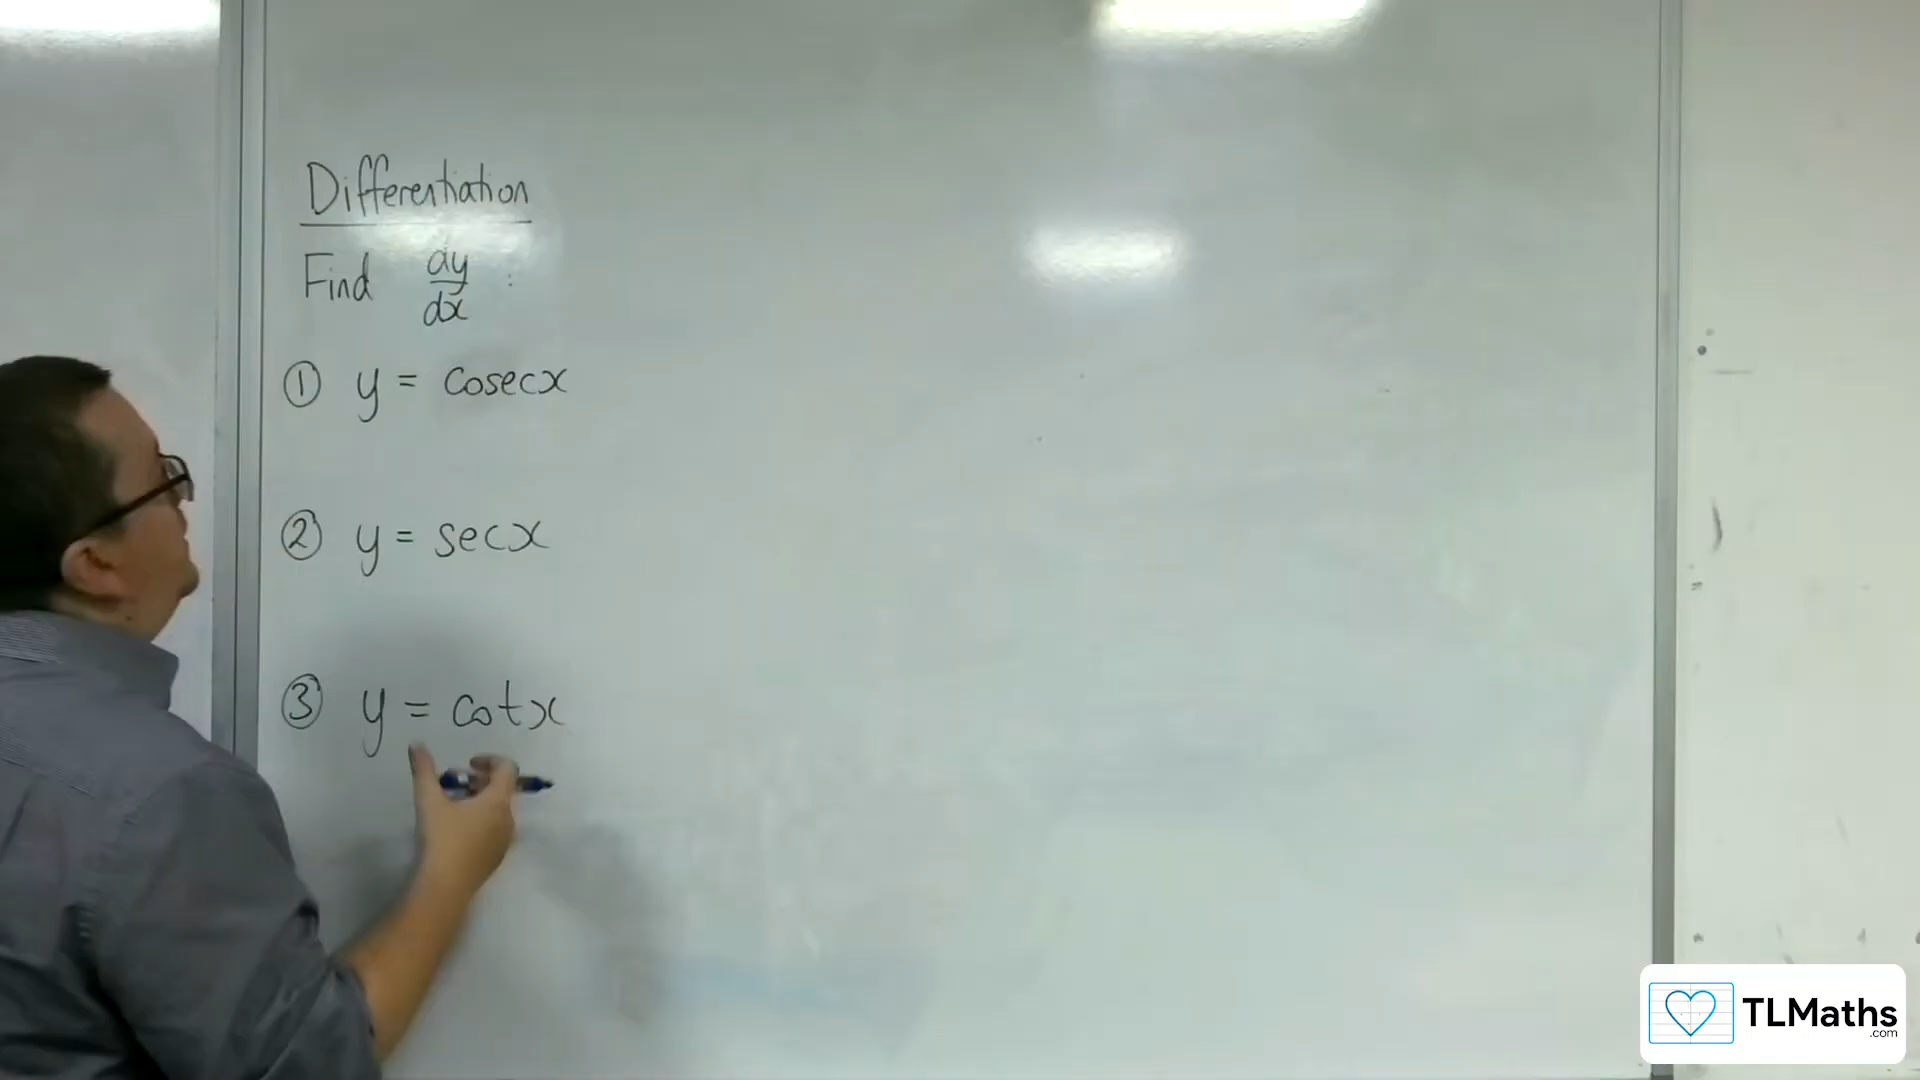 Differentiation
Find dy/dx :
① y = cosecx
② y = secx
③ y = cotx
TLMaths
.com